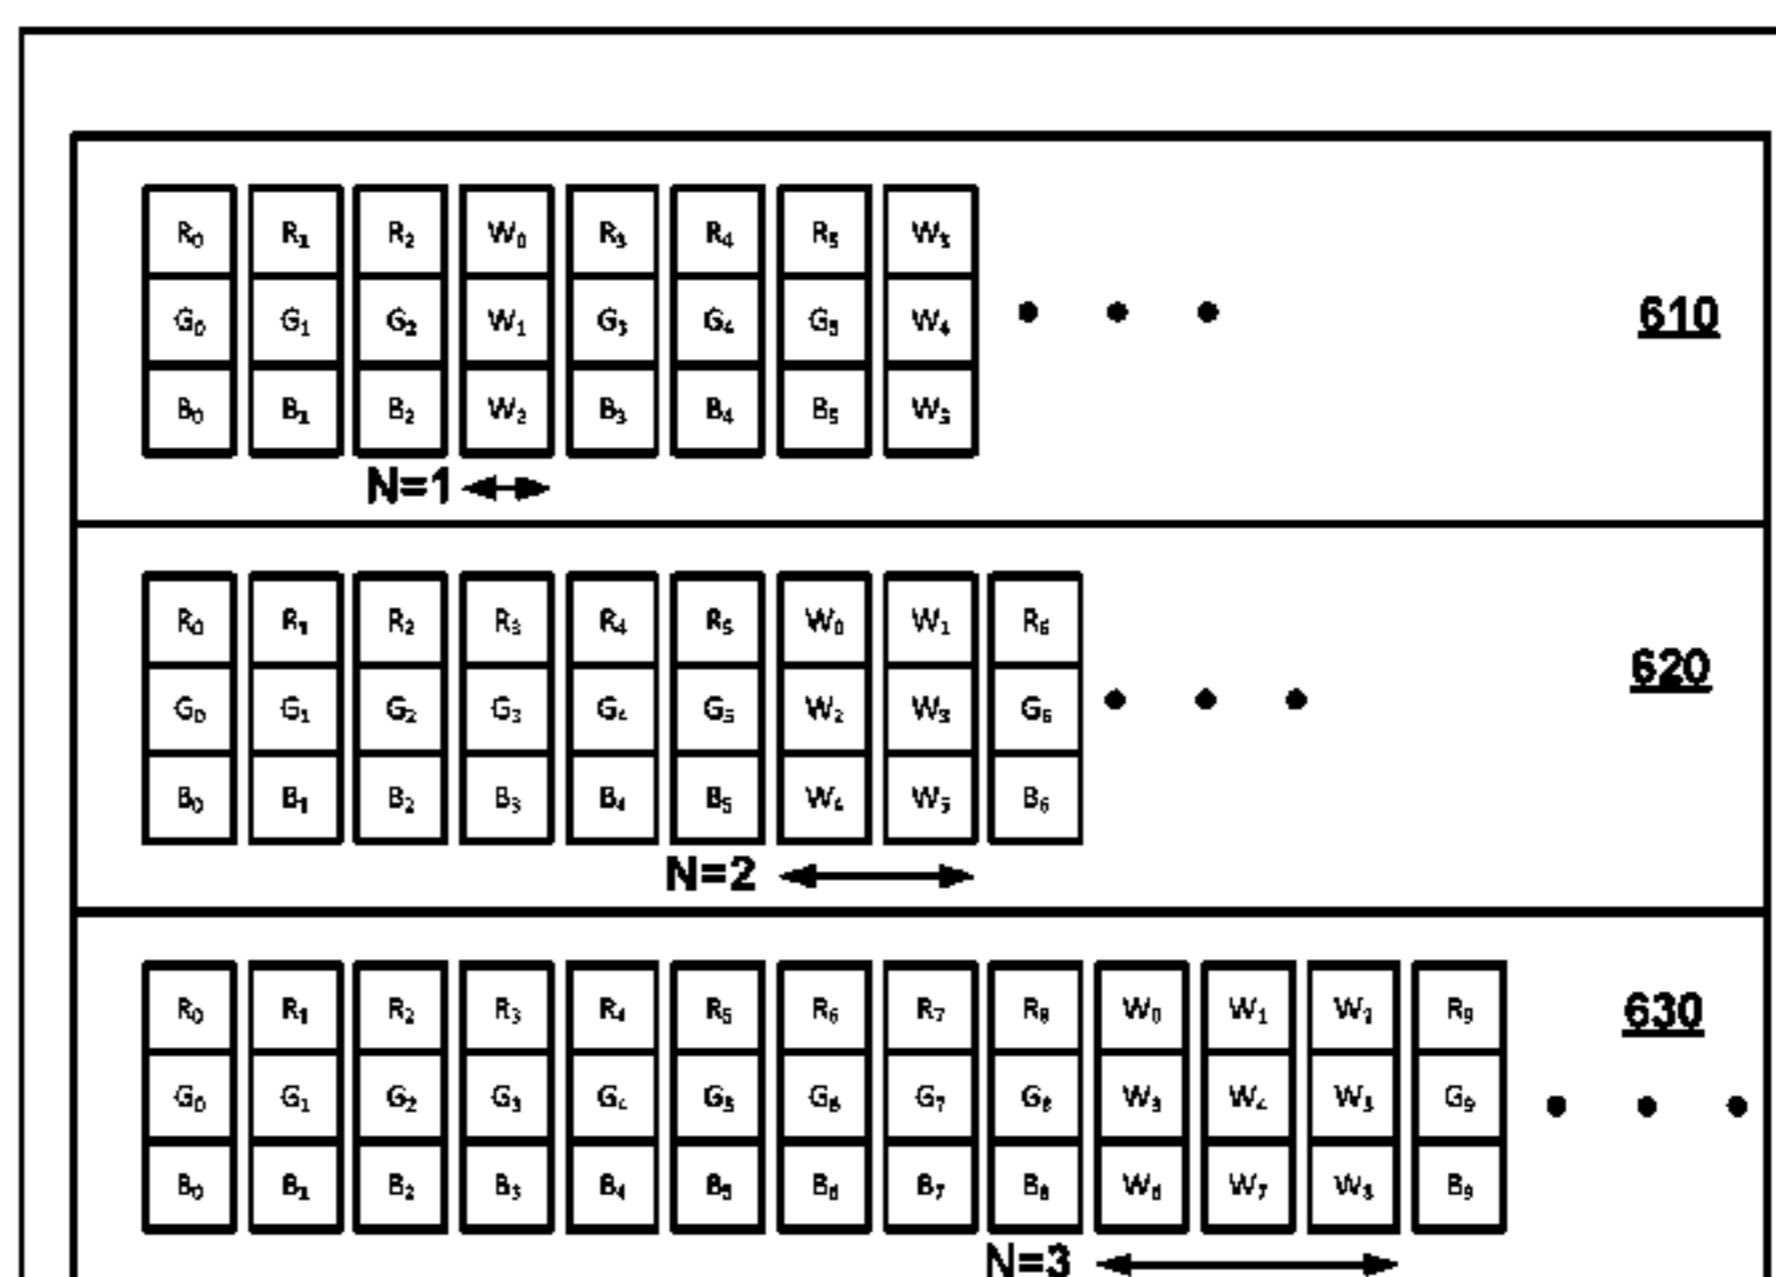 R₀ R₁ R₂ W₀ R₃ R₄ R₅ W₃
G₀ G₁ G₂ W₁ G₃ G₄ G₅ W₄
610
B₀ B₁ B₂ W₂ B₃ B₄ B₅ W₅
N=1
R₀ R₁ R₂ R₃ R₄ R₅ W₀ W₁ R₆
620
G₀ G₁ G₂ G₃ G₄ G₅ W₂ W₃ G₆
B₀ B₁ B₂ B₃ B₄ B₅ W₄ W₅ B₆
N=2
R₀ R₁ R₂ R₃ R₄ R₅ R₆ R₇ R₈ W₀ W₁ W₂ R₉
630
G₀ G₁ G₂ G₃ G₄ G₅ G₆ G₇ G₈ W₃ W₄ W₅ G₉
B₀ B₁ B₂ B₃ B₄ B₅ B₆ B₇ B₈ W₆ W₇ W₈ B₉
N=3